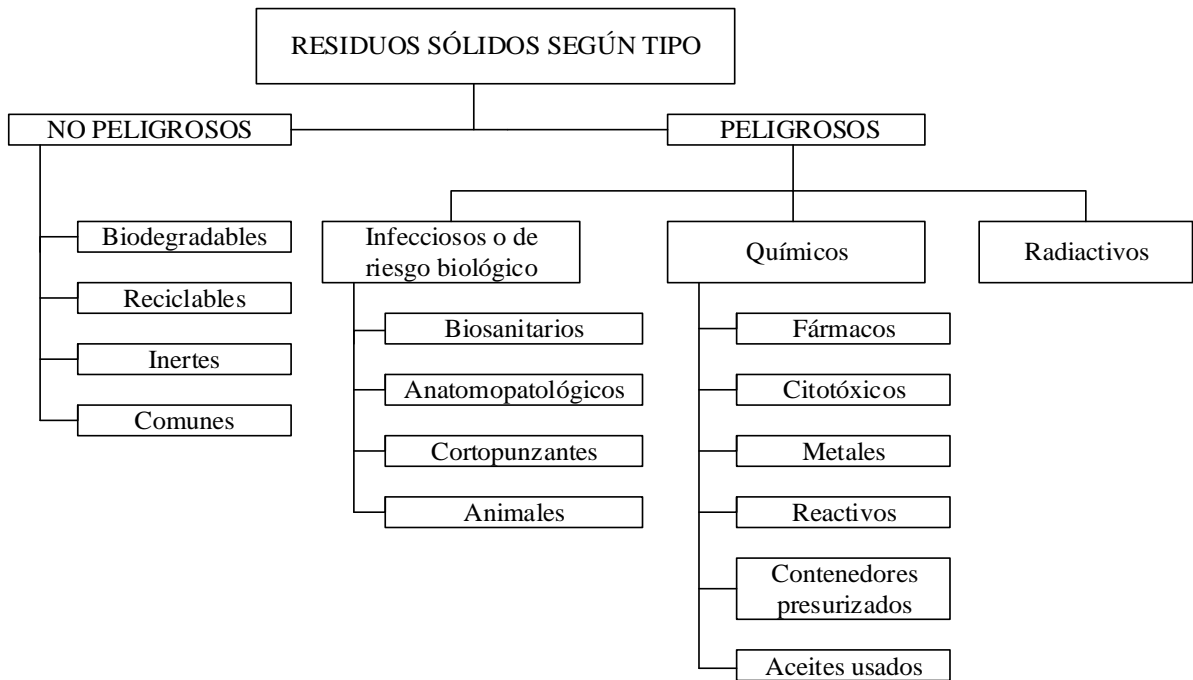 RESIDUOS SÓLIDOS SEGÚN TIPO
NO PELIGROSOS
Biodegradables
Reciclables
Inertes
Comunes
PELIGROSOS
Infecciosos o de
riesgo biológico
Biosanitarios
Anatomopatológicos
Cortopunzantes
Animales
Químicos
Fármacos
Citotóxicos
Metales
Reactivos
Contenedores
presurizados
Aceites usados
Radiactivos